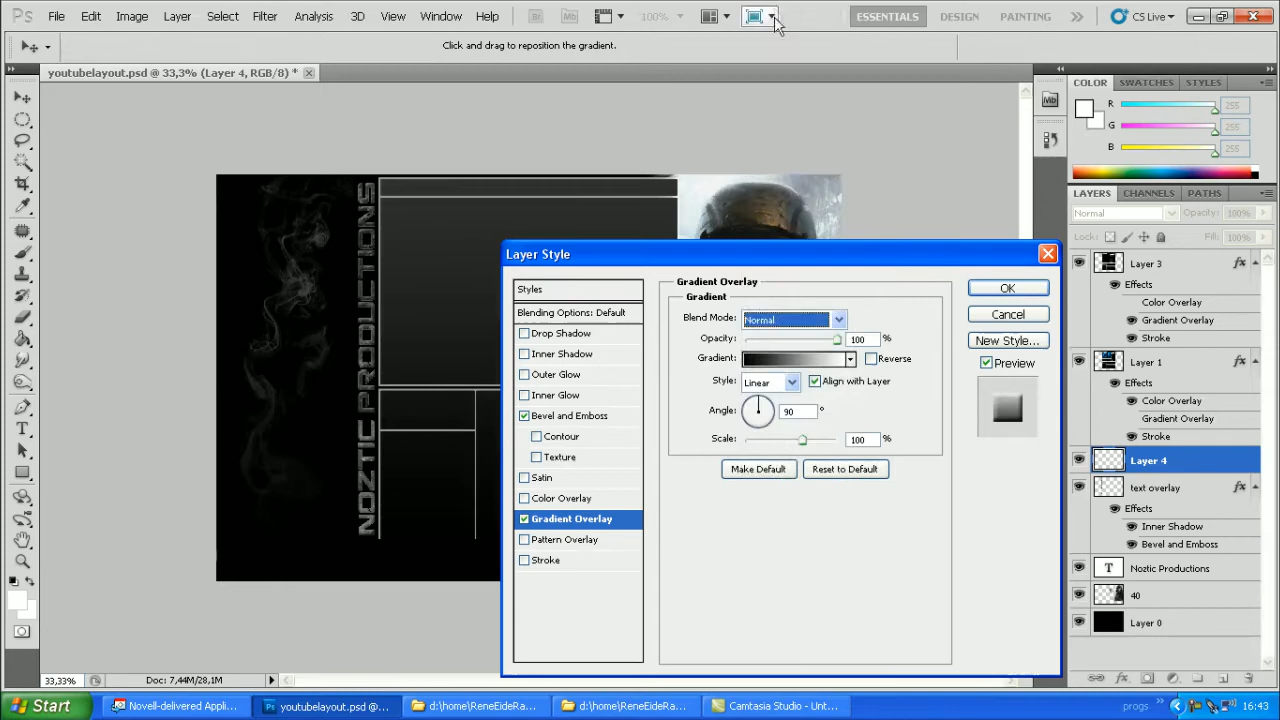 Ps File Edit Image Layer Select Filter Analysis 3D View Window Help Br Mb 100% ESSENTIALS DESIGN PAINTING CS Live
Click and drag to reposition the gradient.
youtubelayout.psd @ 33,3% (Layer 4, RGB/8) *
COLOR SWATCHES STYLES
R 255
G 255
B 255
Mb
LAYERS CHANNELS PATHS
Normal Opacity: 100%
Lock: Fill: 100%
Layer 3 fx
Effects
Color Overlay
Gradient Overlay
Stroke
Layer 1 fx
Effects
Color Overlay
Gradient Overlay
Stroke
Layer 4
text overlay fx
Effects
Inner Shadow
Bevel and Emboss
T Noztic Productions
40
Layer 0
NOZTIC PRODUCTIONS
Layer Style
Styles
Blending Options: Default
Drop Shadow
Inner Shadow
Outer Glow
Inner Glow
Bevel and Emboss
Contour
Texture
Satin
Color Overlay
Gradient Overlay
Pattern Overlay
Stroke
Gradient Overlay
Gradient
Blend Mode: Normal
Opacity: 100 %
Gradient: Reverse
Style: Linear Align with Layer
Angle: 90 °
Scale: 100 %
Make Default Reset to Default
OK
Cancel
New Style...
Preview
33,33% Doc: 7,44M/28,1M
Start Novell-delivered Appli... youtubelayout.psd @... d:\home\ReneEideRa... d:\home\ReneEideRa... Camtasia Studio - Unt... progs » 16:43